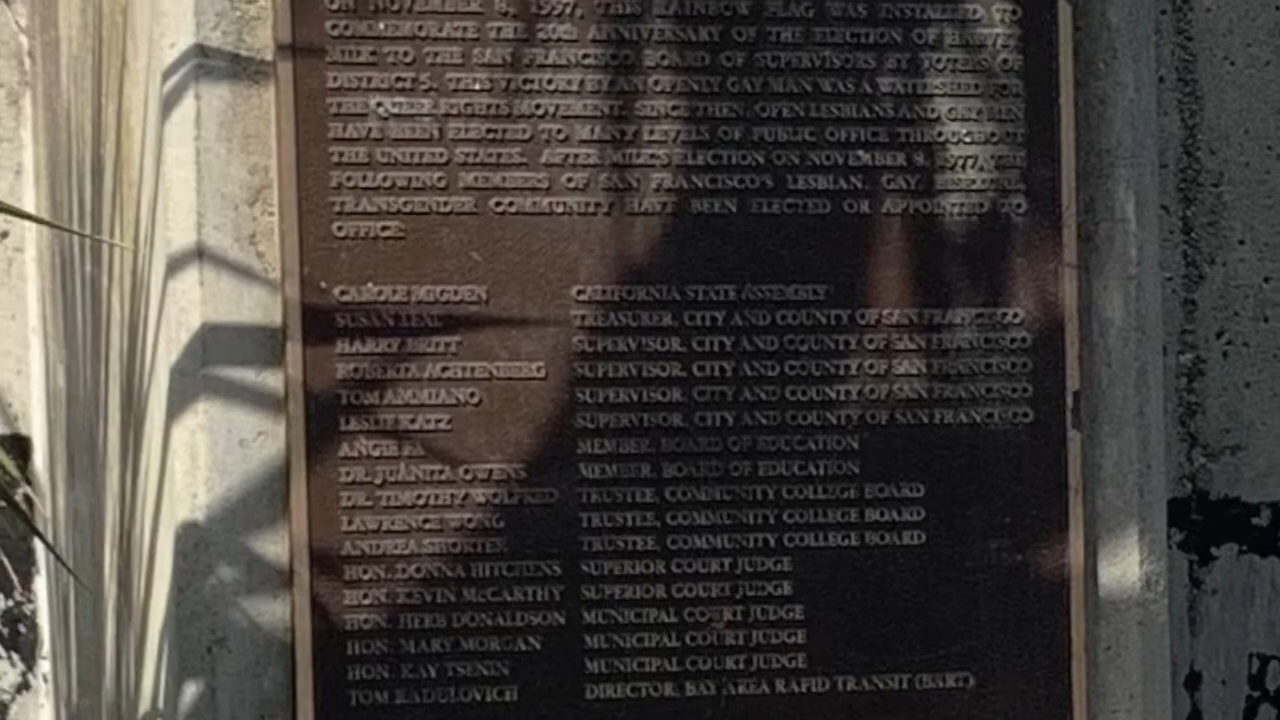 ON NOVEMBER 8, 1997, THIS RAINBOW FLAG WAS INSTALLED TO
COMMEMORATE THE 20th ANNIVERSARY OF THE ELECTION OF HARVEY
MILK TO THE SAN FRANCISCO BOARD OF SUPERVISORS BY VOTERS OF
DISTRICT 5. THIS VICTORY BY AN OPENLY GAY MAN WAS A WATERSHED FOR
THE QUEER RIGHTS MOVEMENT. SINCE THEN, OPEN LESBIANS AND GAY MEN
HAVE BEEN ELECTED TO MANY LEVELS OF PUBLIC OFFICE THROUGHOUT
THE UNITED STATES. AFTER MILK'S ELECTION ON NOVEMBER 8, 1977, THE
FOLLOWING MEMBERS OF SAN FRANCISCO'S LESBIAN, GAY, BISEXUAL,
TRANSGENDER COMMUNITY HAVE BEEN ELECTED OR APPOINTED TO
OFFICE:
CAROLE MIGDEN CALIFORNIA STATE ASSEMBLY
SUSAN LEAL TREASURER, CITY AND COUNTY OF SAN FRANCISCO
HARRY BRITT SUPERVISOR, CITY AND COUNTY OF SAN FRANCISCO
ROBERTA ACHTENBERG SUPERVISOR, CITY AND COUNTY OF SAN FRANCISCO
TOM AMMIANO SUPERVISOR, CITY AND COUNTY OF SAN FRANCISCO
LESLIE KATZ SUPERVISOR, CITY AND COUNTY OF SAN FRANCISCO
ANGIE FA MEMBER, BOARD OF EDUCATION
DR. JUANITA OWENS MEMBER, BOARD OF EDUCATION
DR. TIMOTHY WOLFRED TRUSTEE, COMMUNITY COLLEGE BOARD
LAWRENCE WONG TRUSTEE, COMMUNITY COLLEGE BOARD
ANDREA SHORTER TRUSTEE, COMMUNITY COLLEGE BOARD
HON. DONNA HITCHENS SUPERIOR COURT JUDGE
HON. KEVIN McCARTHY SUPERIOR COURT JUDGE
HON. HERB DONALDSON MUNICIPAL COURT JUDGE
HON. MARY MORGAN MUNICIPAL COURT JUDGE
HON. KAY TSENIN MUNICIPAL COURT JUDGE
TOM RADULOVICH DIRECTOR, BAY AREA RAPID TRANSIT (BART)